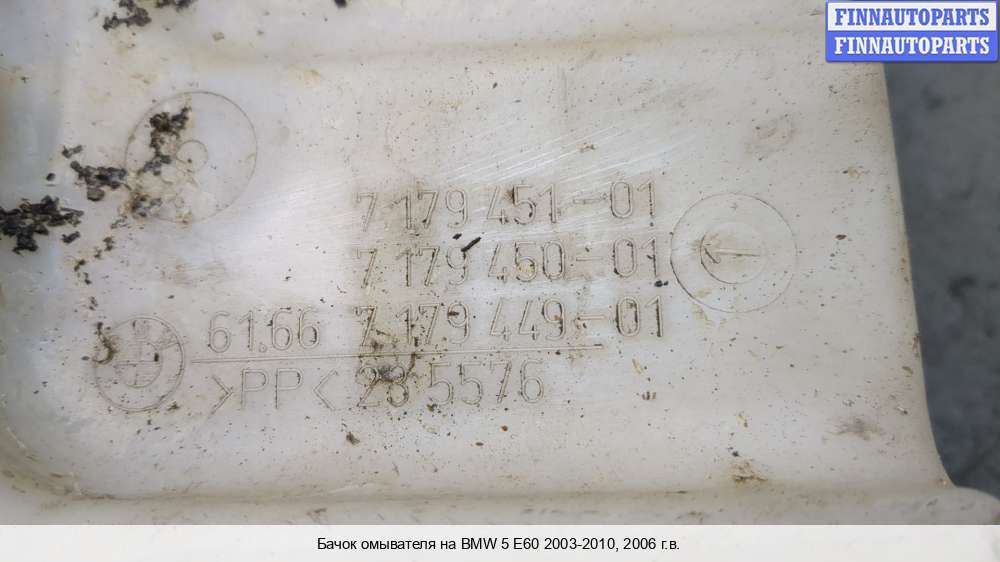 FINNAUTOPARTS
FINNAUTOPARTS
7 179 451-01
7 179 450-01
61.66 7 179 449-01
>PP< 23 5576
Бачок омывателя на BMW 5 E60 2003-2010, 2006 г.в.